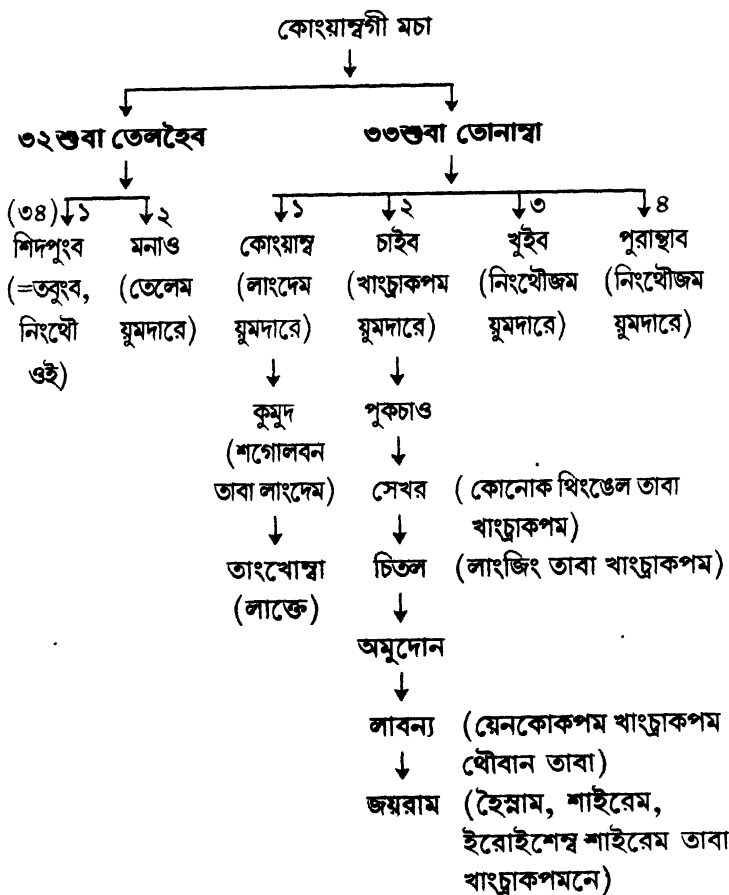 কোংয়াম্বগী মচা
৩২শুবা তেলহৈব ৩৩শুবা তোনাম্বা
(৩৪) ১ ২ ১ ২ ৩ ৪
শিদপুংব মনাও কোংয়াম্ব চাইব খুইব পুরান্থাব
(=তবুংব, (তেলেম (লাংদেম (খাংচ্রাকপম (নিংথৌজম (নিংথৌজম
নিংথৌ য়ুমদারে) য়ুমদারে) য়ুমদারে) য়ুমদারে) য়ুমদারে)
ওই)
কুমুদ পুকচাও
(শগোলবন
তাবা লাংদেম) সেখর (কোনোক থিংঙেল তাবা
খাংচ্রাকপম)
তাংখোম্বা চিতল (লাংজিং তাবা খাংচ্রাকপম)
(লাক্তে)
অমুদোন
লাবন্য (য়েনকোকপম খাংচ্রাকপম
থৌবান তাবা)
জয়রাম (হৈস্নাম, শাইরেম,
ইরোইশেম্ব শাইরেম তাবা
খাংচ্রাকপমনে)